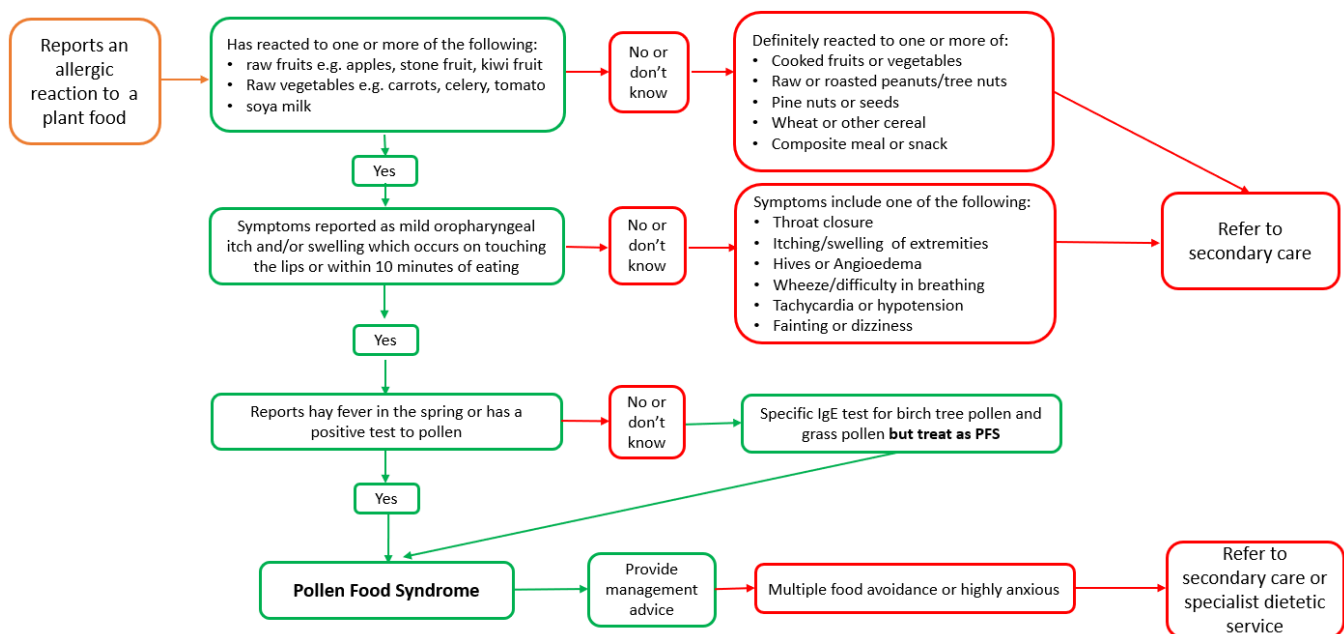 Reports an
allergic
reaction to a
plant food
Has reacted to one or more of the following:
• raw fruits e.g. apples, stone fruit, kiwi fruit
• Raw vegetables e.g. carrots, celery, tomato
• soya milk
No or
don't
know
Definitely reacted to one or more of:
• Cooked fruits or vegetables
• Raw or roasted peanuts/tree nuts
• Pine nuts or seeds
• Wheat or other cereal
• Composite meal or snack
Yes
Symptoms reported as mild oropharyngeal
itch and/or swelling which occurs on touching
the lips or within 10 minutes of eating
No or
don't
know
Symptoms include one of the following:
• Throat closure
• Itching/swelling of extremities
• Hives or Angioedema
• Wheeze/difficulty in breathing
• Tachycardia or hypotension
• Fainting or dizziness
Refer to
secondary care
Yes
Reports hay fever in the spring or has a
positive test to pollen
No or
don't
know
Specific IgE test for birch tree pollen and
grass pollen but treat as PFS
Yes
Pollen Food Syndrome
Provide
management
advice
Multiple food avoidance or highly anxious
Refer to
secondary care or
specialist dietetic
service